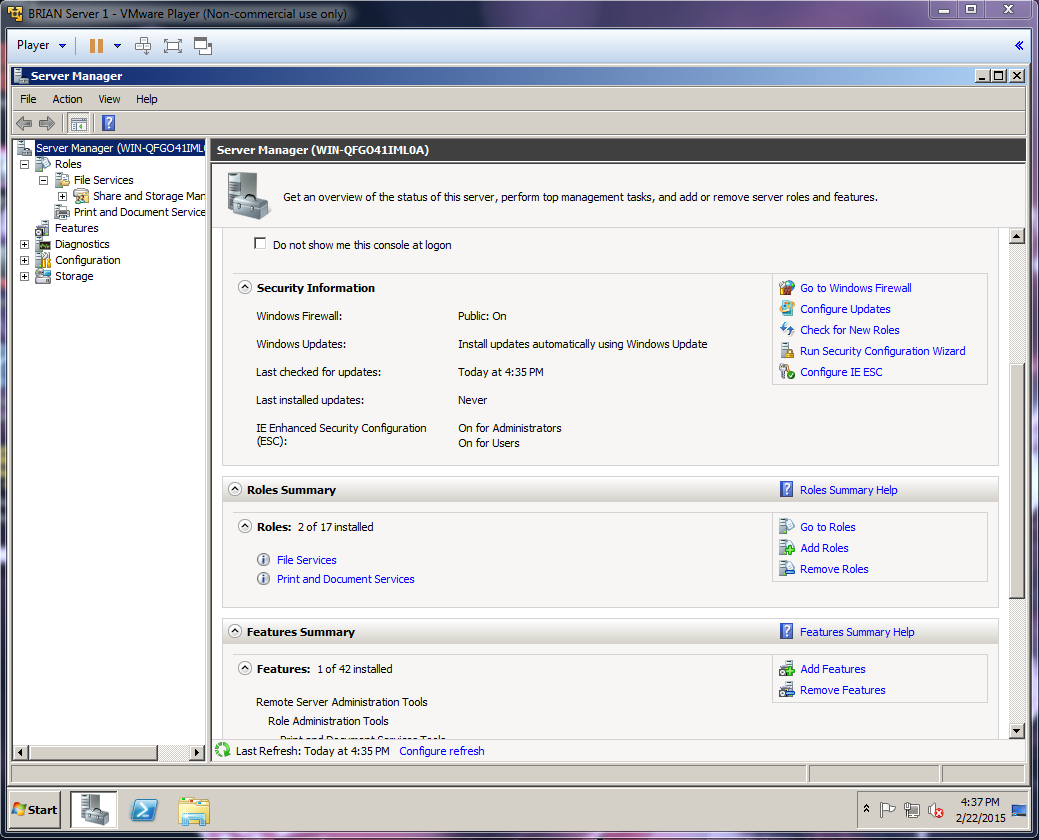 BRIAN Server 1 - VMware Player (Non-commercial use only)
Player
Server Manager
File Action View Help
Server Manager (WIN-QFGO41IML
Roles
File Services
Share and Storage Man
Print and Document Service
Features
Diagnostics
Configuration
Storage
Server Manager (WIN-QFGO41IML0A)
Get an overview of the status of this server, perform top management tasks, and add or remove server roles and features.
Do not show me this console at logon
Security Information
Windows Firewall: Public: On
Windows Updates: Install updates automatically using Windows Update
Last checked for updates: Today at 4:35 PM
Last installed updates: Never
IE Enhanced Security Configuration (ESC): On for Administrators
On for Users
Go to Windows Firewall
Configure Updates
Check for New Roles
Run Security Configuration Wizard
Configure IE ESC
Roles Summary
Roles Summary Help
Roles: 2 of 17 installed
File Services
Print and Document Services
Go to Roles
Add Roles
Remove Roles
Features Summary
Features Summary Help
Features: 1 of 42 installed
Remote Server Administration Tools
Role Administration Tools
Print and Document Services Tools
Add Features
Remove Features
Last Refresh: Today at 4:35 PM Configure refresh
Start
4:37 PM
2/22/2015